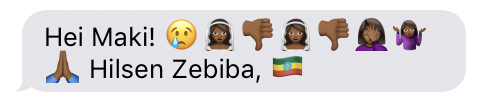 Hei Maki! 😢👰🏾‍♀️👎🏾👰🏾‍♀️👎🏾🤦🏾‍♀️🤷🏾‍♀️
🙏🏾 Hilsen Zebiba, 🇪🇹